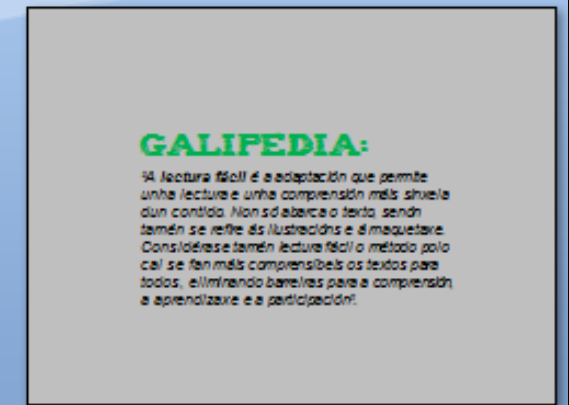 GALIPEDIA:
"A lectura fácil é a adaptación que permite
unha lectura e unha comprensión máis sinxela
dun contido. Non só abarca o texto, senón
tamén se refire ás ilustracións e á maquetaxe.
Considérase tamén lectura fácil o método polo
cal se fan máis comprensíbeis os textos para
todos, eliminando barreiras para a comprensión,
a aprendizaxe e a participación".